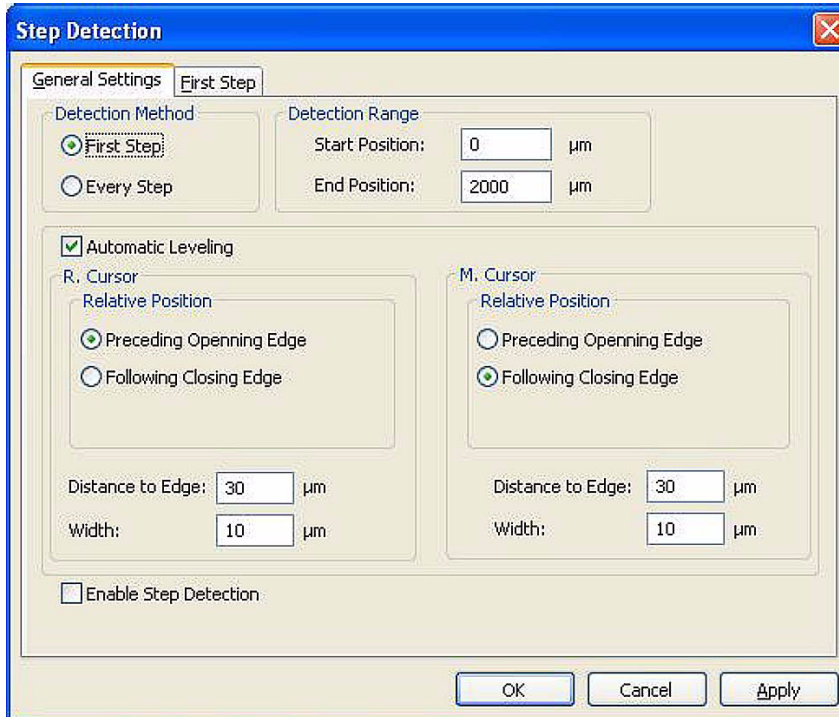 Step Detection
General Settings
First Step
Detection Method
First Step
Every Step
Detection Range
Start Position: 0 µm
End Position: 2000 µm
Automatic Leveling
R. Cursor
Relative Position
Preceding Openning Edge
Following Closing Edge
Distance to Edge: 30 µm
Width: 10 µm
M. Cursor
Relative Position
Preceding Openning Edge
Following Closing Edge
Distance to Edge: 30 µm
Width: 10 µm
Enable Step Detection
OK
Cancel
Apply